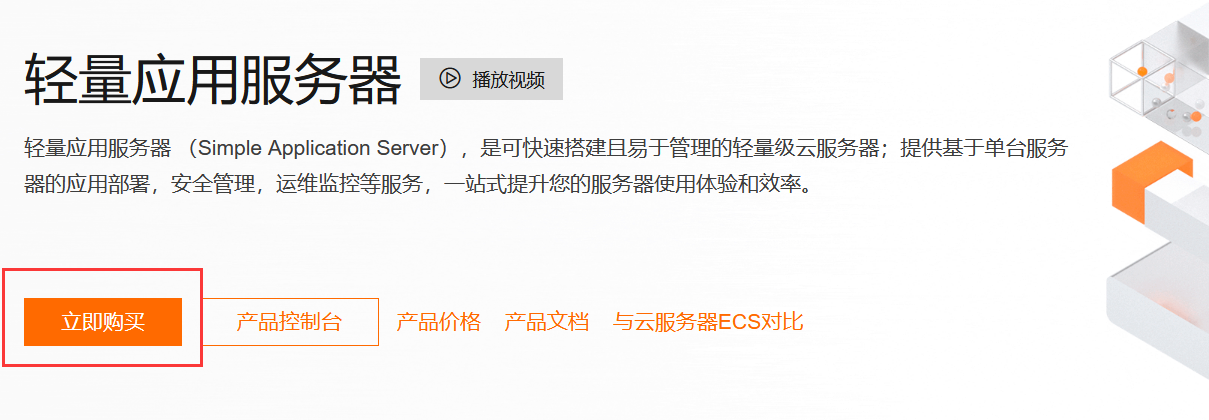 轻量应用服务器 播放视频
轻量应用服务器 （Simple Application Server），是可快速搭建且易于管理的轻量级云服务器；提供基于单台服务
器的应用部署，安全管理，运维监控等服务，一站式提升您的服务器使用体验和效率。
立即购买 产品控制台 产品价格 产品文档 与云服务器ECS对比